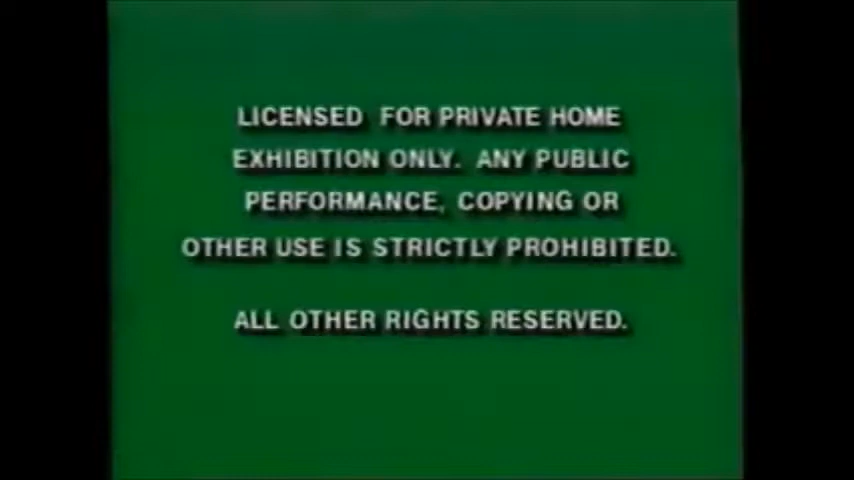 LICENSED FOR PRIVATE HOME
EXHIBITION ONLY. ANY PUBLIC
PERFORMANCE, COPYING OR
OTHER USE IS STRICTLY PROHIBITED.
ALL OTHER RIGHTS RESERVED.